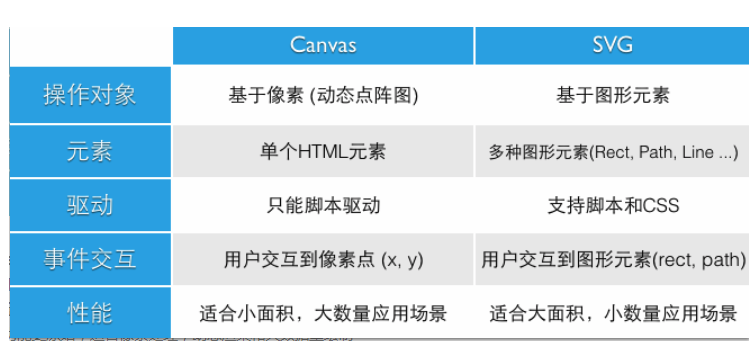 Canvas SVG
操作对象 基于像素 (动态点阵图) 基于图形元素
元素 单个HTML元素 多种图形元素(Rect, Path, Line ...)
驱动 只能脚本驱动 支持脚本和CSS
事件交互 用户交互到像素点 (x, y) 用户交互到图形元素(rect, path)
性能 适合小面积，大数量应用场景 适合大面积，小数量应用场景